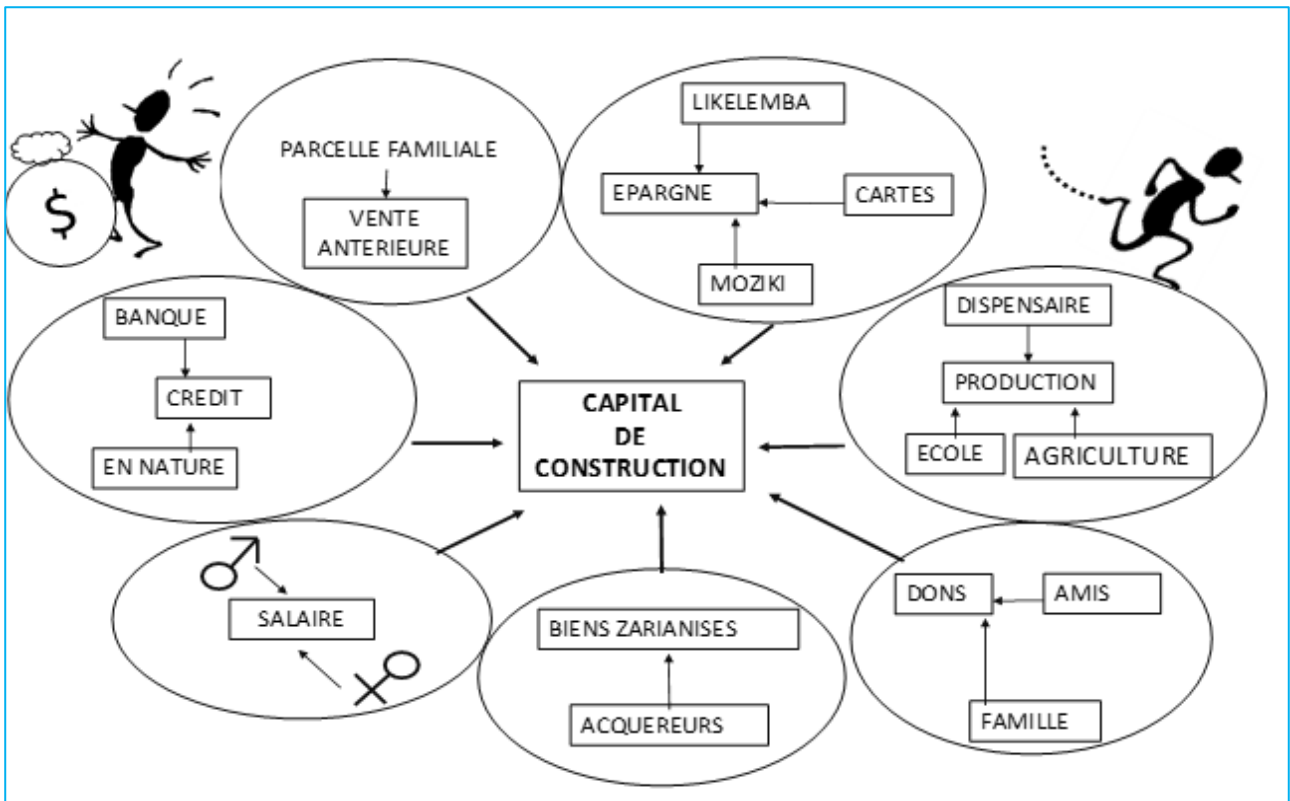 LIKELEMBA
PARCELLE FAMILIALE
EPARGNE
CARTES
VENTE
ANTERIEURE
$
MOZIKI
BANQUE
DISPENSAIRE
CREDIT
PRODUCTION
CAPITAL
DE
CONSTRUCTION
EN NATURE
ECOLE
AGRICULTURE
SALAIRE
DONS
AMIS
BIENS ZARIANISES
ACQUEREURS
FAMILLE